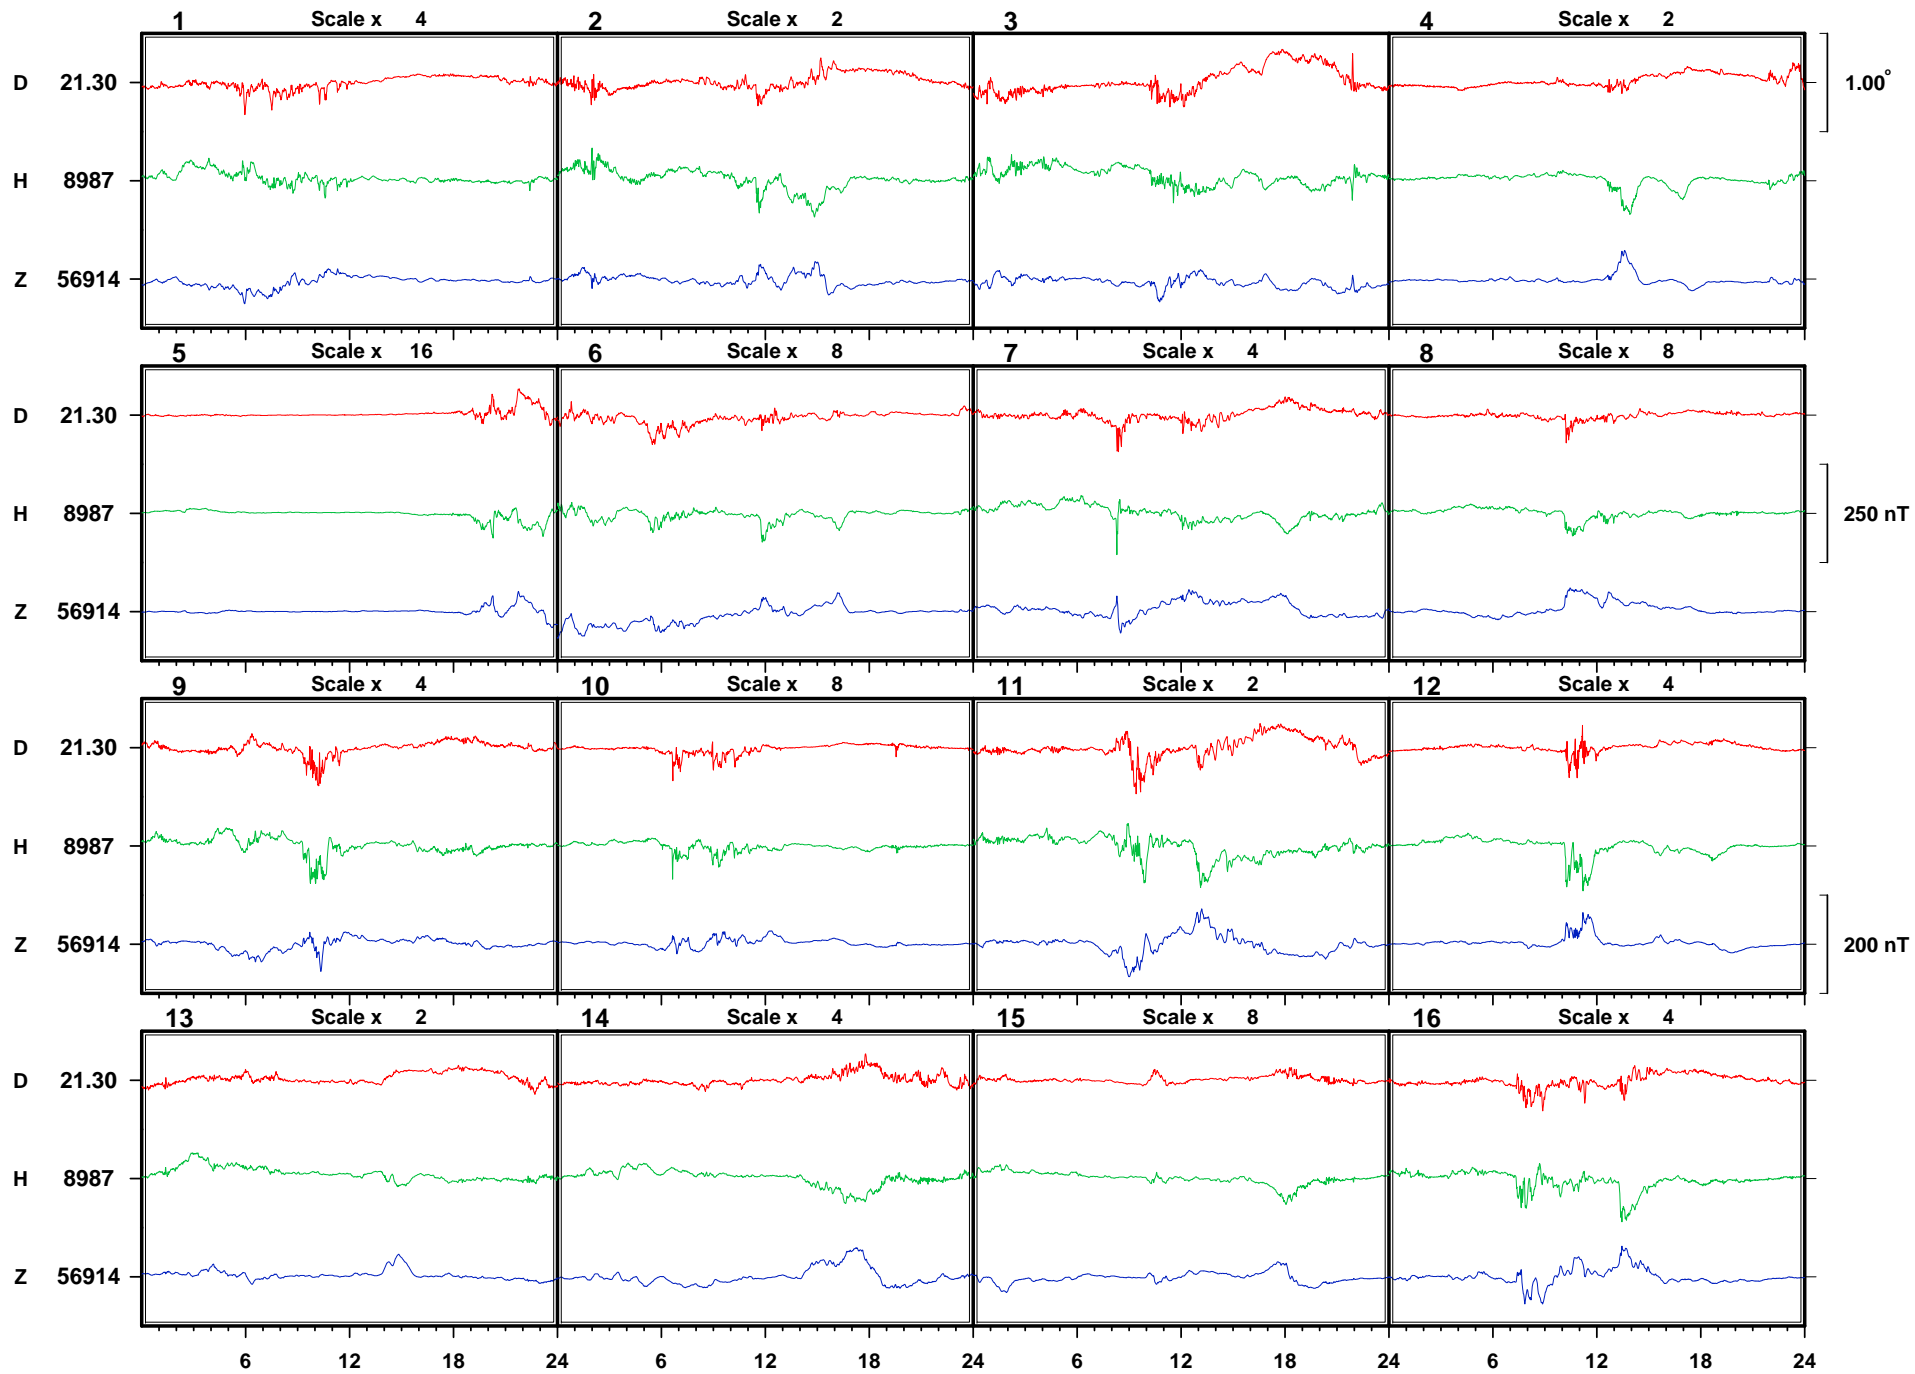 1 Scale x 4 2 Scale x 2 3 4 Scale x 2
D 21.30 1.00°
H 8987
Z 56914
5 Scale x 16 6 Scale x 8 7 Scale x 4 8 Scale x 8
D 21.30
H 8987 250 nT
Z 56914
9 Scale x 4 10 Scale x 8 11 Scale x 2 12 Scale x 4
D 21.30
H 8987
Z 56914 200 nT
13 Scale x 2 14 Scale x 4 15 Scale x 8 16 Scale x 4
D 21.30
H 8987
Z 56914
6 12 18 24 6 12 18 24 6 12 18 24 6 12 18 24